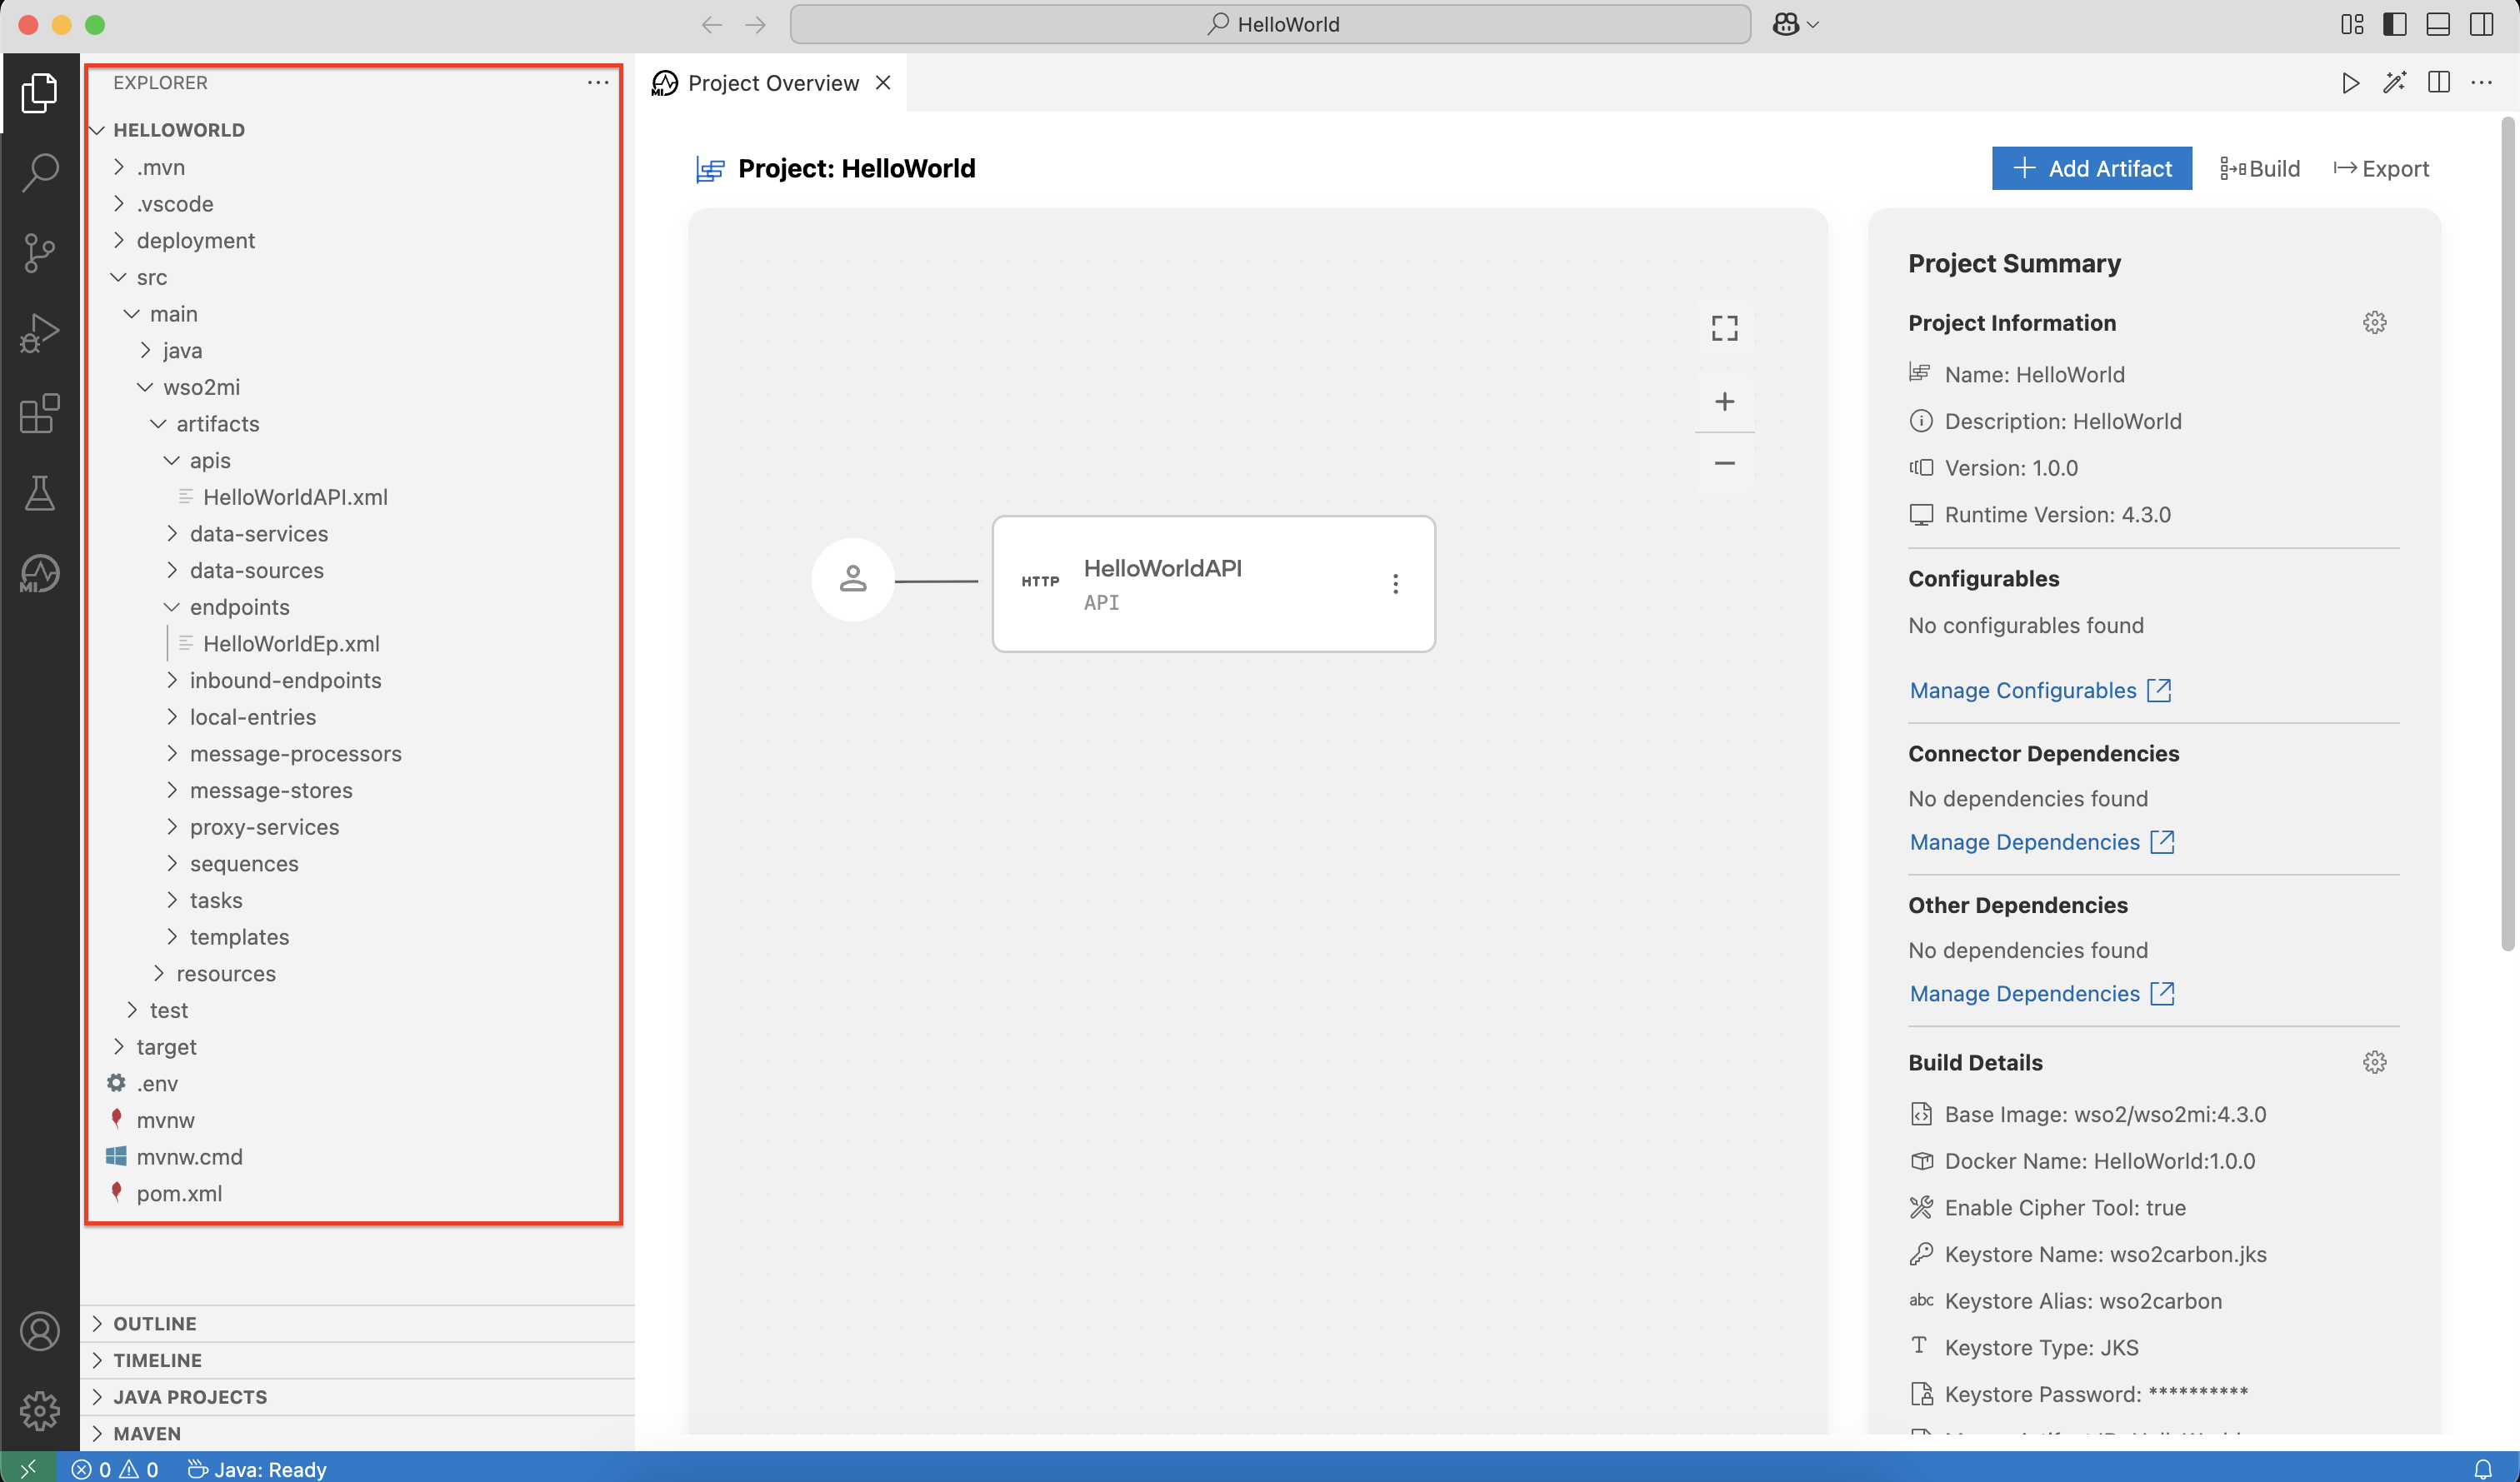 HelloWorld
EXPLORER
HELLOWORLD
.mvn
.vscode
deployment
src
main
java
wso2mi
artifacts
apis
HelloWorldAPI.xml
data-services
data-sources
endpoints
HelloWorldEp.xml
inbound-endpoints
local-entries
message-processors
message-stores
proxy-services
sequences
tasks
templates
resources
test
target
.env
mvnw
mvnw.cmd
pom.xml
OUTLINE
TIMELINE
JAVA PROJECTS
MAVEN
MI
MI Project Overview
Project: HelloWorld
Add Artifact Build Export
HTTP HelloWorldAPI
API
Project Summary
Project Information
Name: HelloWorld
Description: HelloWorld
Version: 1.0.0
Runtime Version: 4.3.0
Configurables
No configurables found
Manage Configurables
Connector Dependencies
No dependencies found
Manage Dependencies
Other Dependencies
No dependencies found
Manage Dependencies
Build Details
Base Image: wso2/wso2mi:4.3.0
Docker Name: HelloWorld:1.0.0
Enable Cipher Tool: true
Keystore Name: wso2carbon.jks
abc Keystore Alias: wso2carbon
Keystore Type: JKS
Keystore Password: **********
0 0 Java: Ready